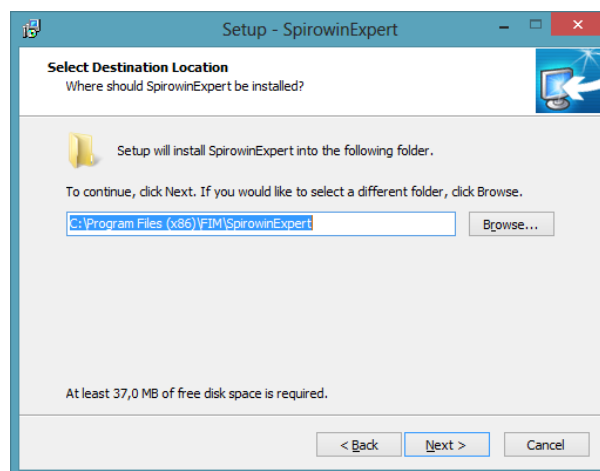 Setup - SpirowinExpert
Select Destination Location
Where should SpirowinExpert be installed?
Setup will install SpirowinExpert into the following folder.
To continue, click Next. If you would like to select a different folder, click Browse.
C:\Program Files (x86)\FIM\SpirowinExpert
Browse...
At least 37,0 MB of free disk space is required.
< Back
Next >
Cancel